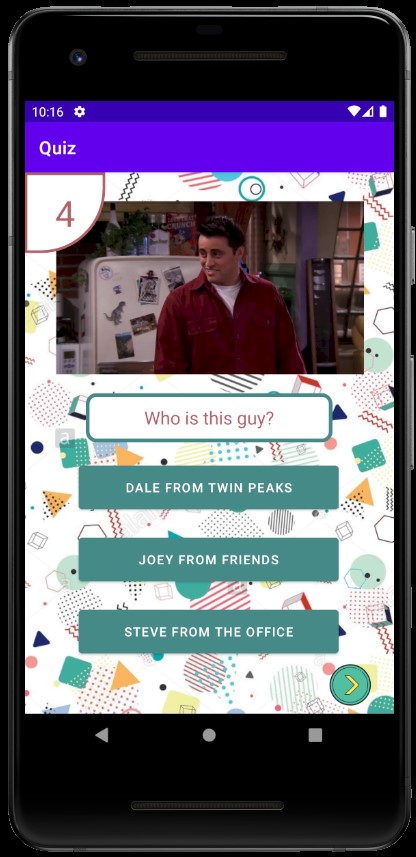 10:16
Quiz
4
CRUNCH
Who is this guy?
a
DALE FROM TWIN PEAKS
JOEY FROM FRIENDS
STEVE FROM THE OFFICE